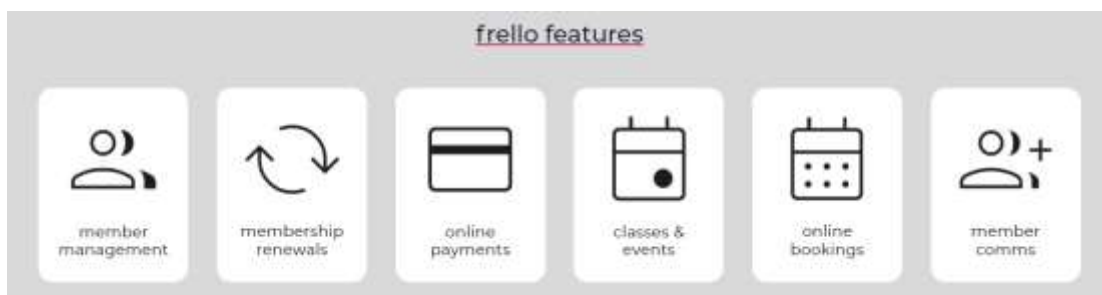 frello features
member
management
membership
renewals
online
payments
classes &
events
online
bookings
member
comms